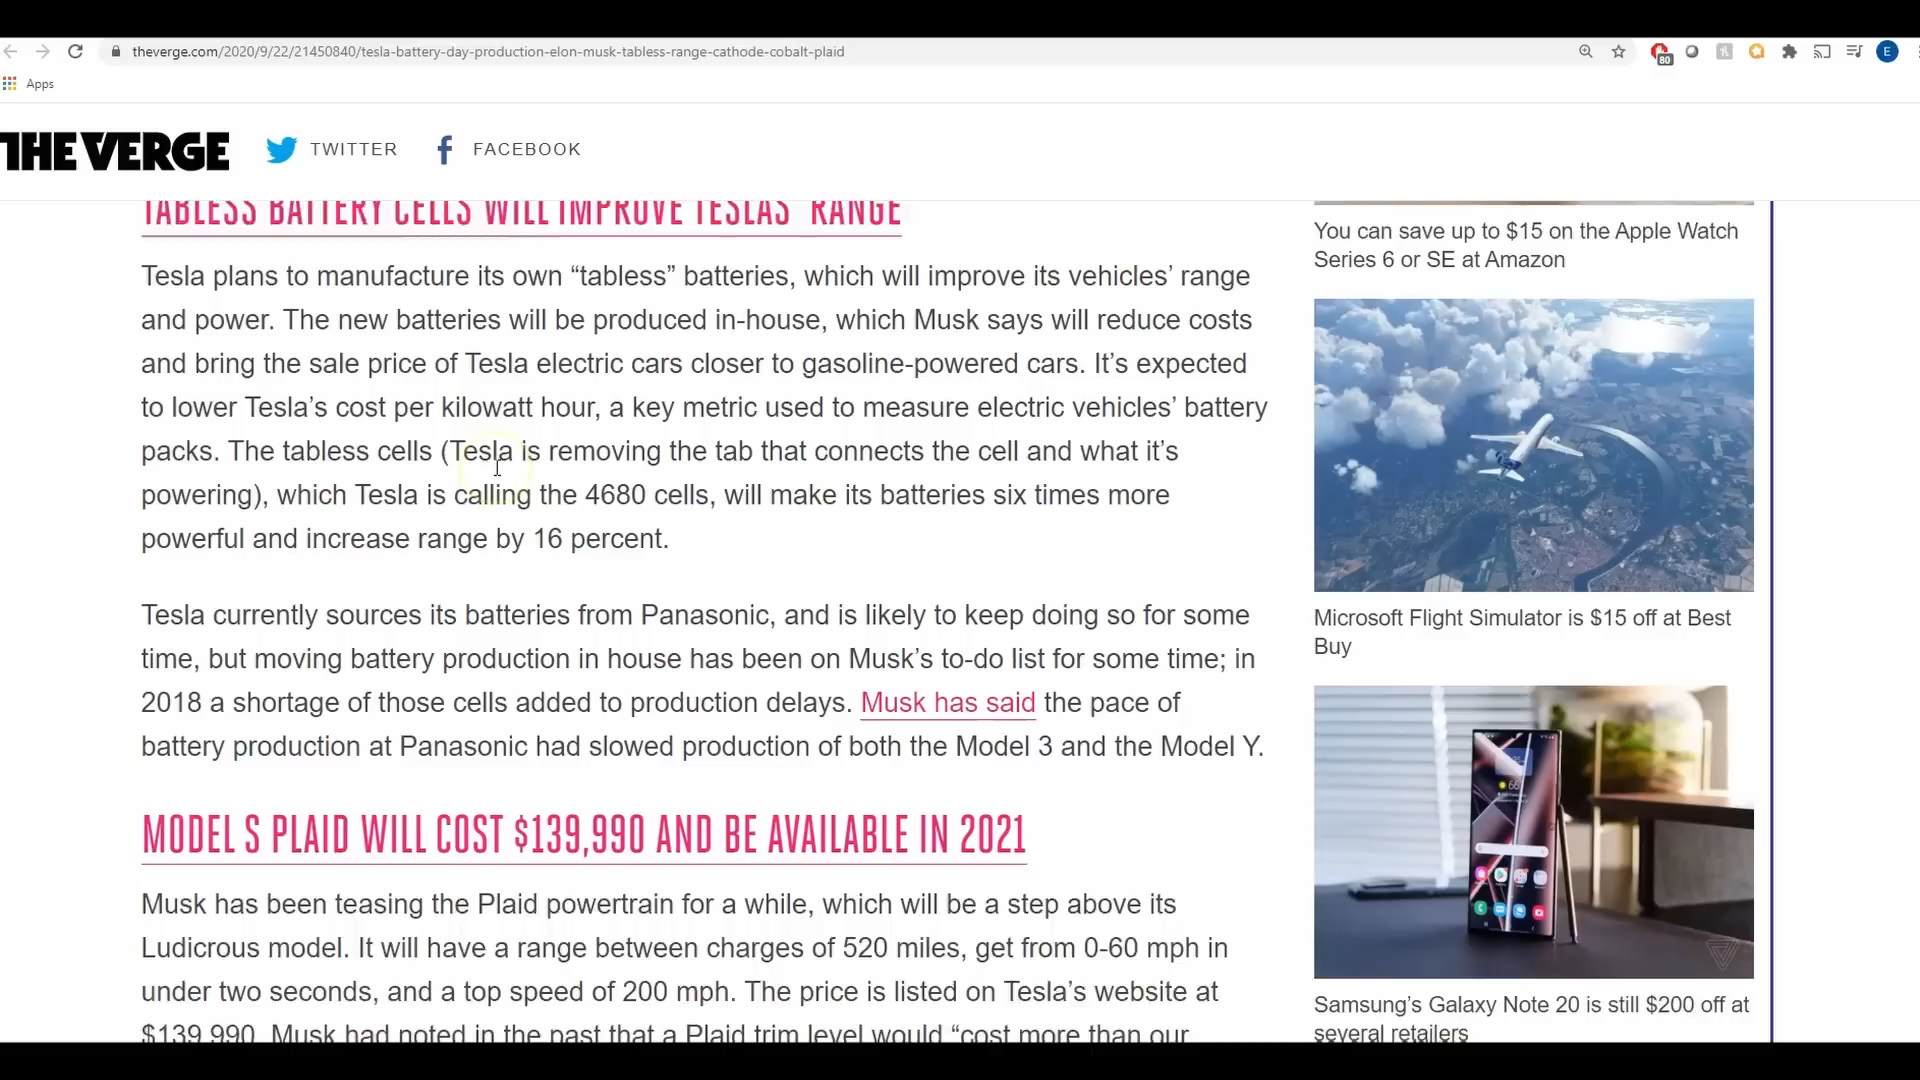 theverge.com/2020/9/22/21450840/tesla-battery-day-production-elon-musk-tabless-range-cathode-cobalt-plaid
80
E
Apps
THE VERGE
TWITTER
FACEBOOK
TABLESS BATTERY CELLS WILL IMPROVE TESLAS' RANGE
Tesla plans to manufacture its own “tabless” batteries, which will improve its vehicles’ range
and power. The new batteries will be produced in-house, which Musk says will reduce costs
and bring the sale price of Tesla electric cars closer to gasoline-powered cars. It’s expected
to lower Tesla’s cost per kilowatt hour, a key metric used to measure electric vehicles’ battery
packs. The tabless cells (Tesla is removing the tab that connects the cell and what it’s
powering), which Tesla is calling the 4680 cells, will make its batteries six times more
powerful and increase range by 16 percent.
Tesla currently sources its batteries from Panasonic, and is likely to keep doing so for some
time, but moving battery production in house has been on Musk’s to-do list for some time; in
2018 a shortage of those cells added to production delays. Musk has said the pace of
battery production at Panasonic had slowed production of both the Model 3 and the Model Y.
MODEL S PLAID WILL COST $139,990 AND BE AVAILABLE IN 2021
Musk has been teasing the Plaid powertrain for a while, which will be a step above its
Ludicrous model. It will have a range between charges of 520 miles, get from 0-60 mph in
under two seconds, and a top speed of 200 mph. The price is listed on Tesla’s website at
$139,990. Musk had noted in the past that a Plaid trim level would “cost more than our
You can save up to $15 on the Apple Watch
Series 6 or SE at Amazon
Microsoft Flight Simulator is $15 off at Best
Buy
Samsung’s Galaxy Note 20 is still $200 off at
several retailers